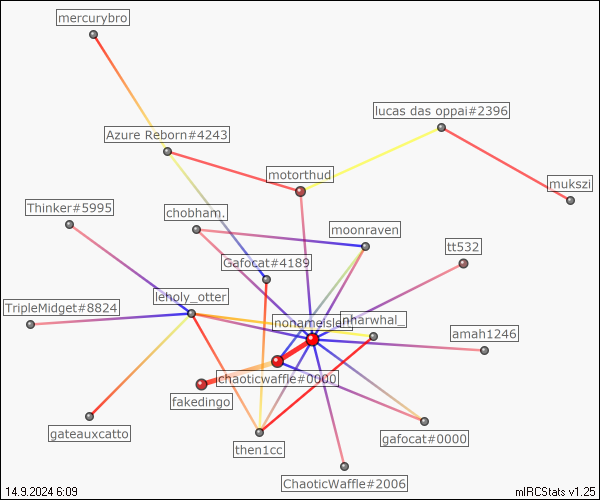 mercurybro
lucas das oppai#2396
Azure Reborn#4243
motorthud
mukszi
Thinker#5995
chobham.
moonraven
tt532
Gafocat#4189
leholy_otter
TripleMidget#8824
nharwhal_
amah1246
chaoticwaffle#0000
fakedingo
gateauxcatto
then1cc
gafocat#0000
ChaoticWaffle#2006
14.9.2024 6:09
mIRCStats v1.25